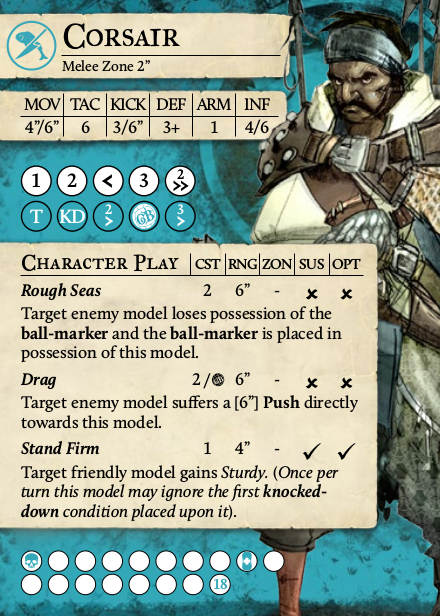 Corsair
Melee Zone 2"
MOV TAC KICK DEF ARM INF
4"/6" 6 3/6" 3+ 1 4/6
1 2 < 3 2 >>
T KD 2 > GB 3 >
Character Play CST RNG ZON SUS OPT
Rough Seas 2 6" - ✗ ✗
Target enemy model loses possession of the
ball-marker and the ball-marker is placed in
possession of this model.
Drag 2/ 6" - ✗ ✗
Target enemy model suffers a [6"] Push directly
towards this model.
Stand Firm 1 4" - ✓ ✓
Target friendly model gains Sturdy. (Once per
turn this model may ignore the first knocked-
down condition placed upon it).
18